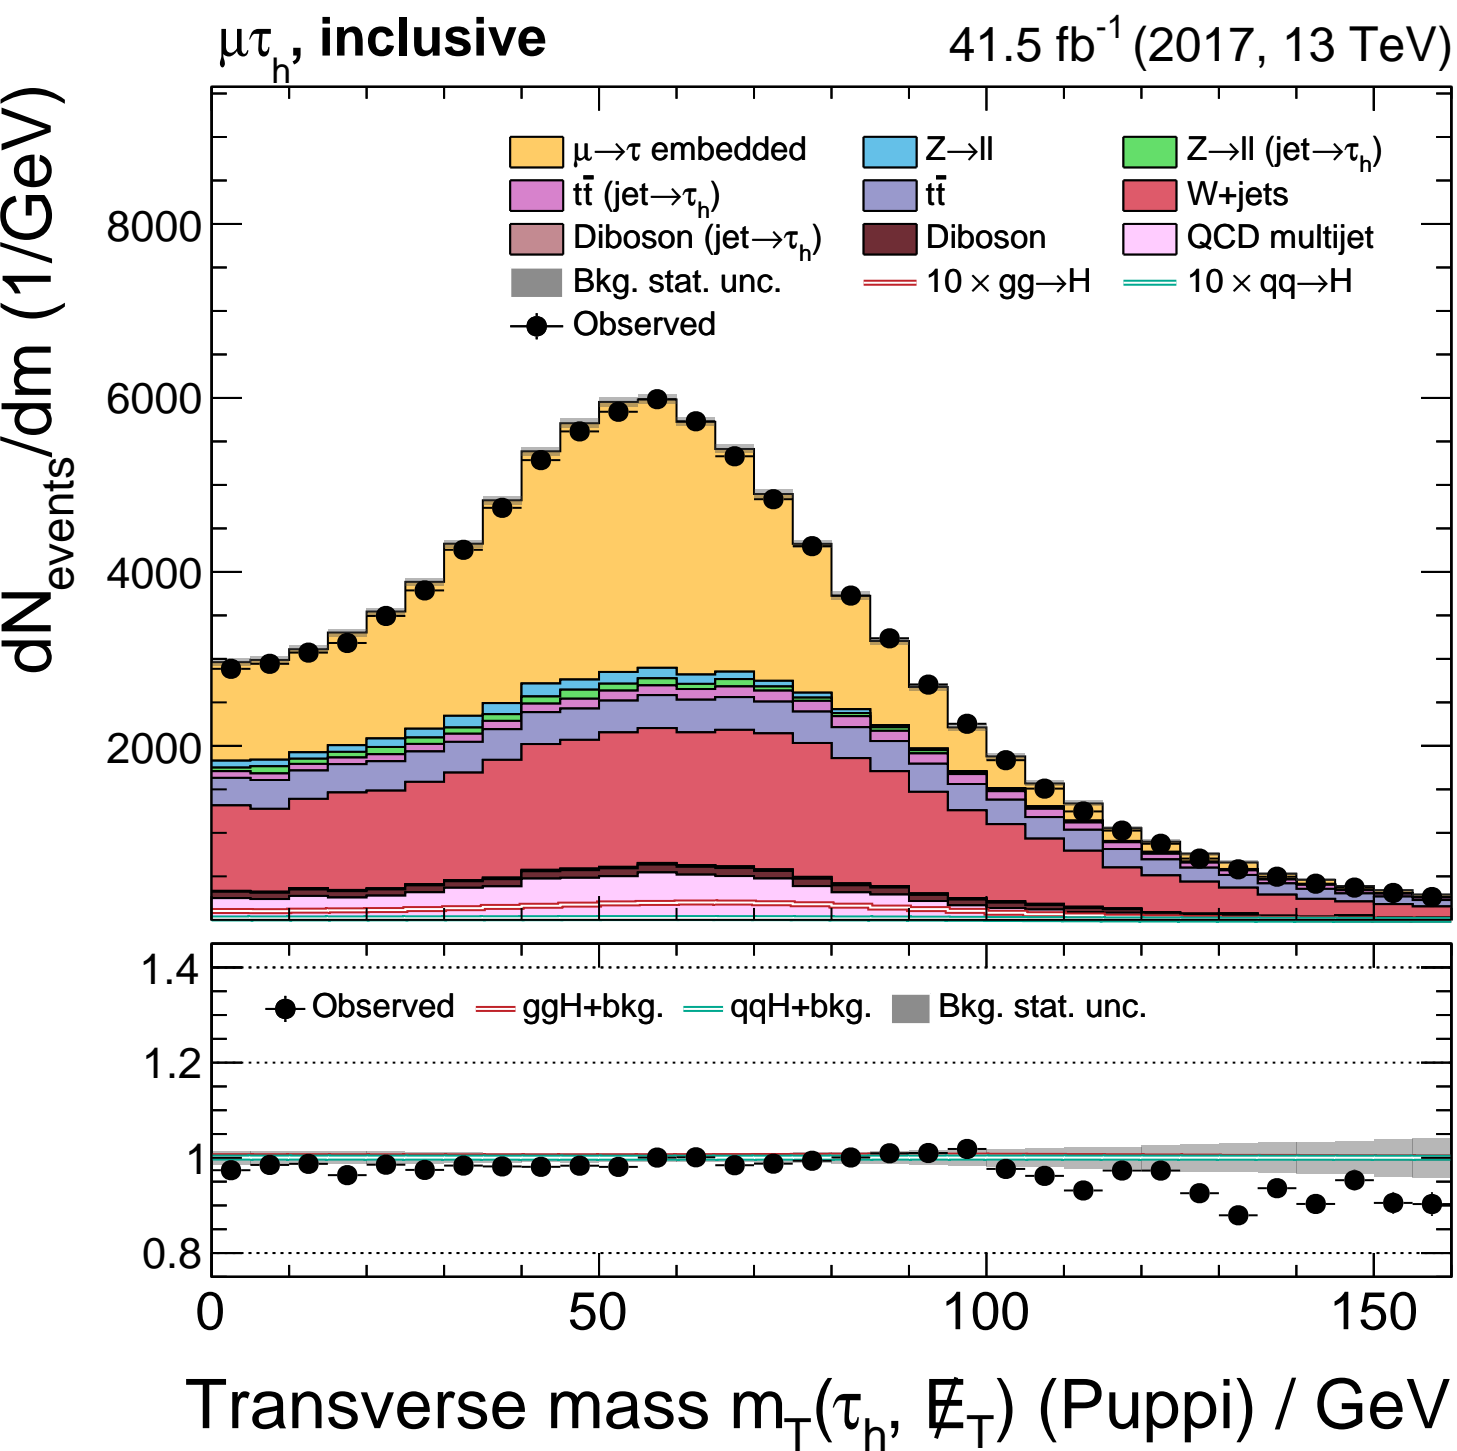 μτh, inclusive 41.5 fb-1 (2017, 13 TeV)
dNevents/dm (1/GeV)
μ→τ embedded Z→ll Z→ll (jet→τh)
tt̄ (jet→τh) tt̄ W+jets
Diboson (jet→τh) Diboson QCD multijet
Bkg. stat. unc. 10 × gg→H 10 × qq→H
Observed
8000
6000
4000
2000
1.4
Observed ggH+bkg. qqH+bkg. Bkg. stat. unc.
1.2
1
0.8
0 50 100 150
Transverse mass mT(τh, E̸T) (Puppi) / GeV